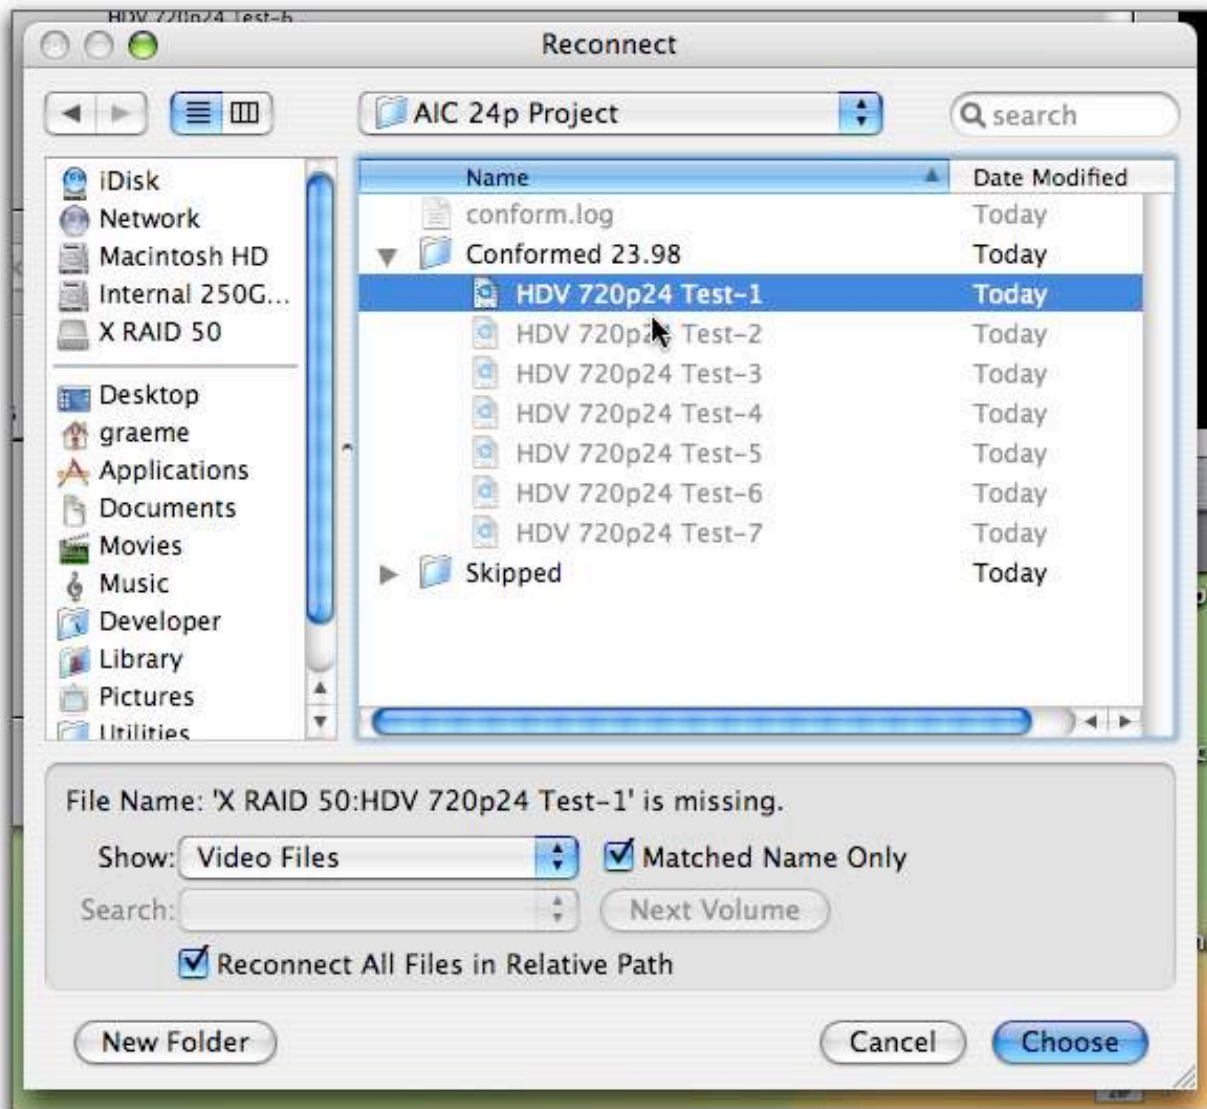 HDV 720p24 Test-6
Reconnect
AIC 24p Project
search
iDisk
Network
Macintosh HD
Internal 250G...
X RAID 50
Desktop
graeme
Applications
Documents
Movies
Music
Developer
Library
Pictures
Utilities
Name Date Modified
conform.log Today
Conformed 23.98 Today
HDV 720p24 Test-1 Today
HDV 720p24 Test-2 Today
HDV 720p24 Test-3 Today
HDV 720p24 Test-4 Today
HDV 720p24 Test-5 Today
HDV 720p24 Test-6 Today
HDV 720p24 Test-7 Today
Skipped Today
File Name: 'X RAID 50:HDV 720p24 Test-1' is missing.
Show: Video Files Matched Name Only
Search: Next Volume
Reconnect All Files in Relative Path
New Folder Cancel Choose